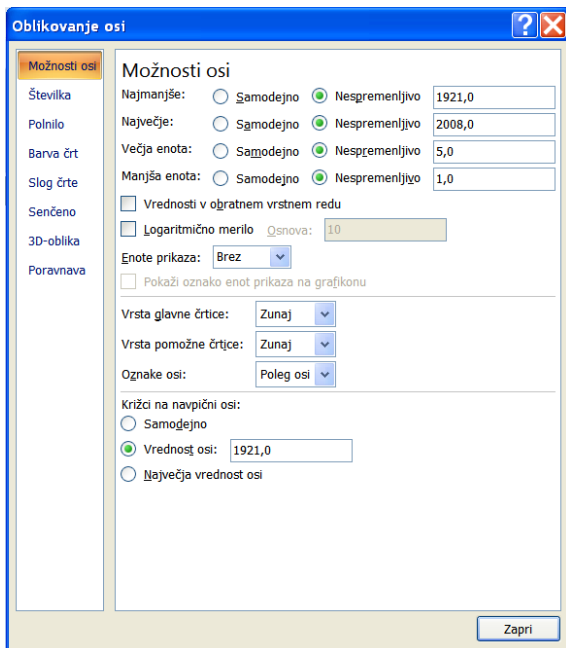 Oblikovanje osi
Možnosti osi
Številka
Polnilo
Barva črt
Slog črte
Senčeno
3D-oblika
Poravnava
Možnosti osi
Najmanjše: Samodejno Nespremenljivo 1921,0
Največje: Samodejno Nespremenljivo 2008,0
Večja enota: Samodejno Nespremenljivo 5,0
Manjša enota: Samodejno Nespremenljivo 1,0
Vrednosti v obratnem vrstnem redu
Logaritmično merilo Osnova: 10
Enote prikaza: Brez
Pokaži oznako enot prikaza na grafikonu
Vrsta glavne črtice: Zunaj
Vrsta pomožne črtice: Zunaj
Oznake osi: Poleg osi
Križci na navpični osi:
Samodejno
Vrednost osi: 1921,0
Največja vrednost osi
Zapri